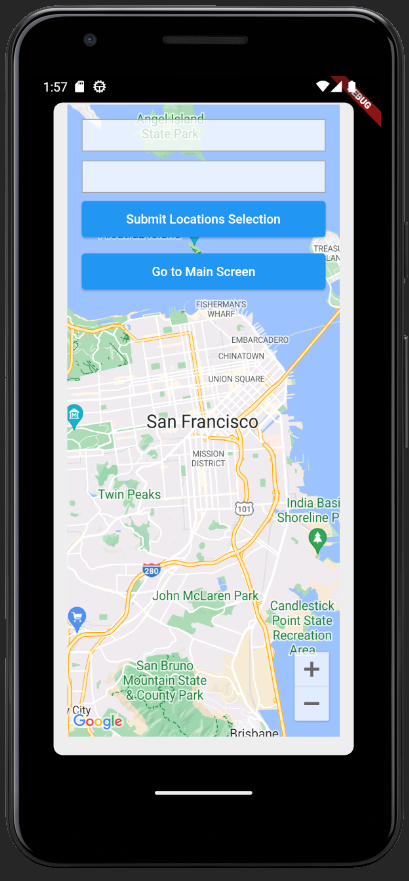 1:57
DEBUG
Angel Island
State Park
Submit Locations Selection
Go to Main Screen
FISHERMAN'S
WHARF
EMBARCADERO
CHINATOWN
UNION SQUARE
San Francisco
MISSION
DISTRICT
Twin Peaks
101
India Basi
Shoreline P
280
John McLaren Park
Candlestick
Point State
Recreation
Area
San Bruno
Mountain State
& County Park
y City
Google
Brisbane
+
−